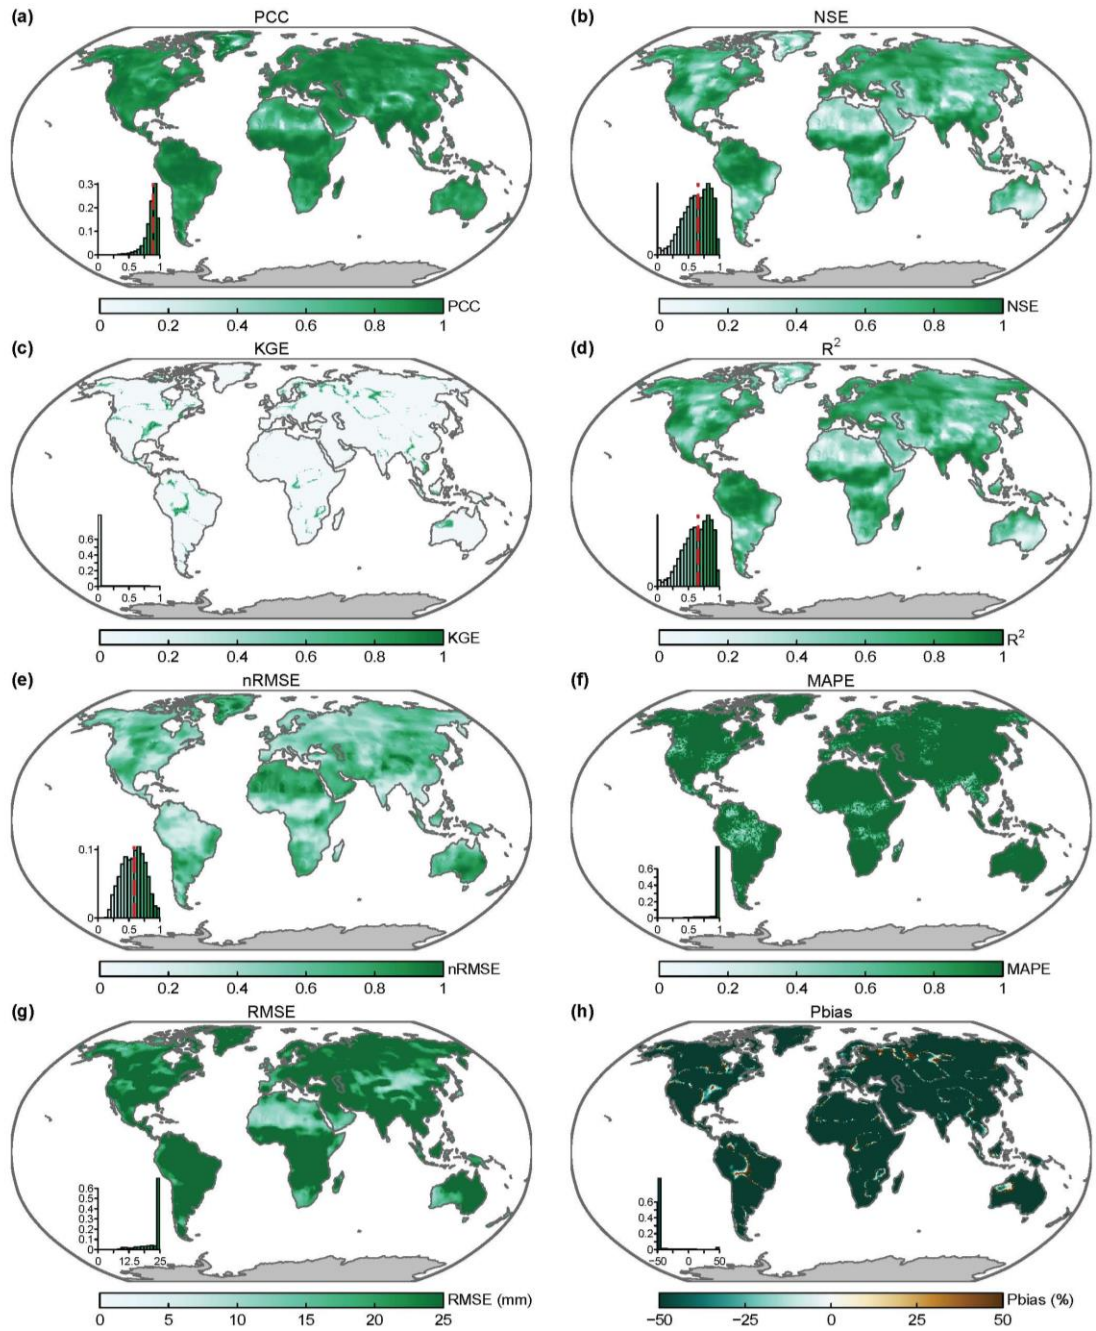 (a) PCC
0.3
0.2
0.1
0
0 0.5 1
0 0.2 0.4 0.6 0.8 1
PCC
(b) NSE
0 0.5 1
0 0.2 0.4 0.6 0.8 1
NSE
(c) KGE
0.6
0.4
0.2
0
0 0.5 1
0 0.2 0.4 0.6 0.8 1
KGE
(d) R²
0 0.5 1
0 0.2 0.4 0.6 0.8 1
R²
(e) nRMSE
0.1
0
0 0.5 1
0 0.2 0.4 0.6 0.8 1
nRMSE
(f) MAPE
0.6
0.4
0.2
0
0 0.5 1
0 0.2 0.4 0.6 0.8 1
MAPE
(g) RMSE
0.6
0.5
0.4
0.3
0.2
0.1
0
0 12.5 25
0 5 10 15 20 25
RMSE (mm)
(h) Pbias
0.6
0.4
0.2
0
−50 0 50
−50 −25 0 25 50
Pbias (%)